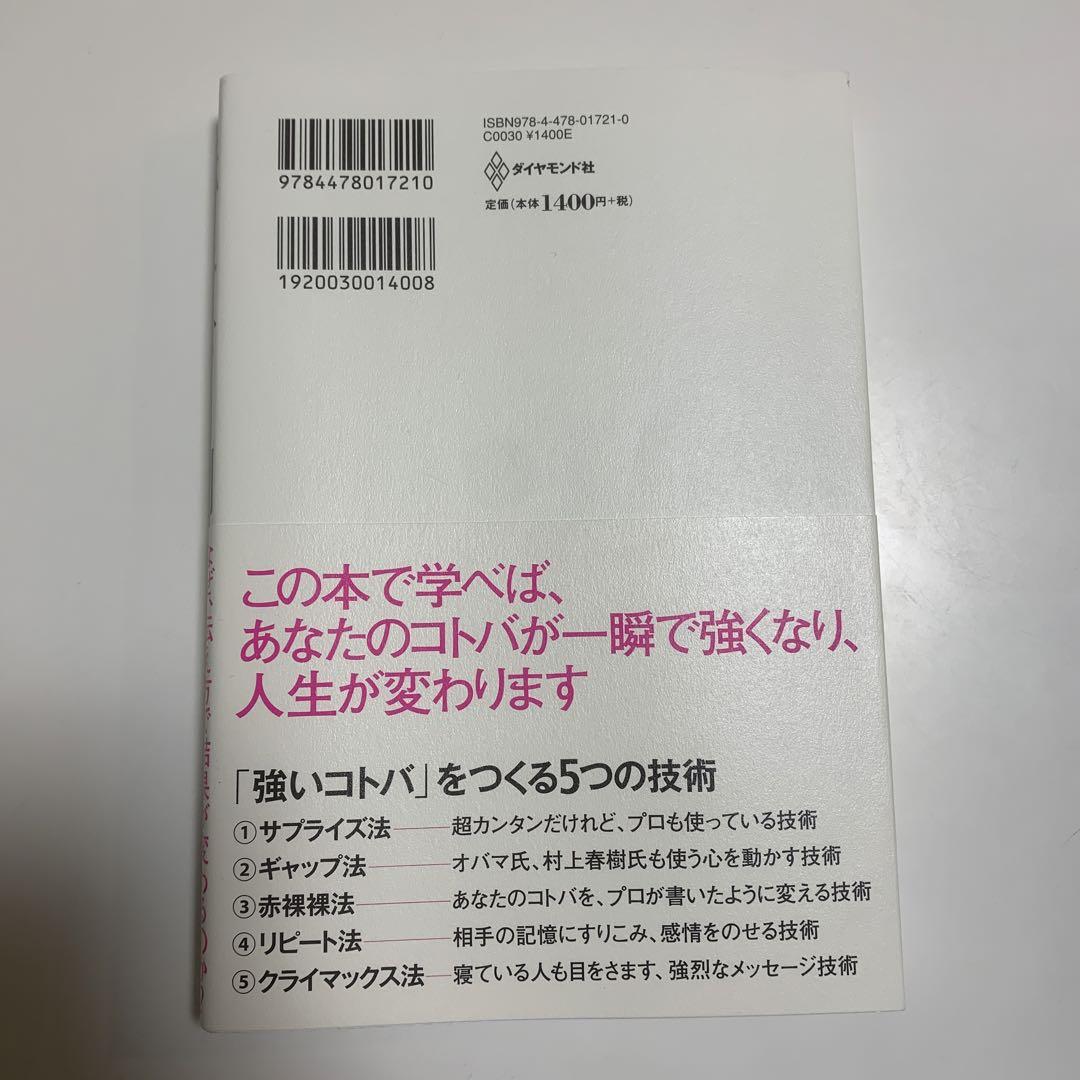 9784478017210
1920030014008
ISBN978-4-478-01721-0
C0030 ¥1400E
ダイヤモンド社
定価(本体1400円+税)
この本で学べば、
あなたのコトバが一瞬で強くなり、
人生が変わります
「強いコトバ」をつくる5つの技術
①サプライズ法 超カンタンだけれど、プロも使っている技術
②ギャップ法 オバマ氏、村上春樹氏も使う心を動かす技術
③赤裸裸法 あなたのコトバを、プロが書いたように変える技術
④リピート法 相手の記憶にすりこみ、感情をのせる技術
⑤クライマックス法 寝ている人も目をさます、強烈なメッセージ技術